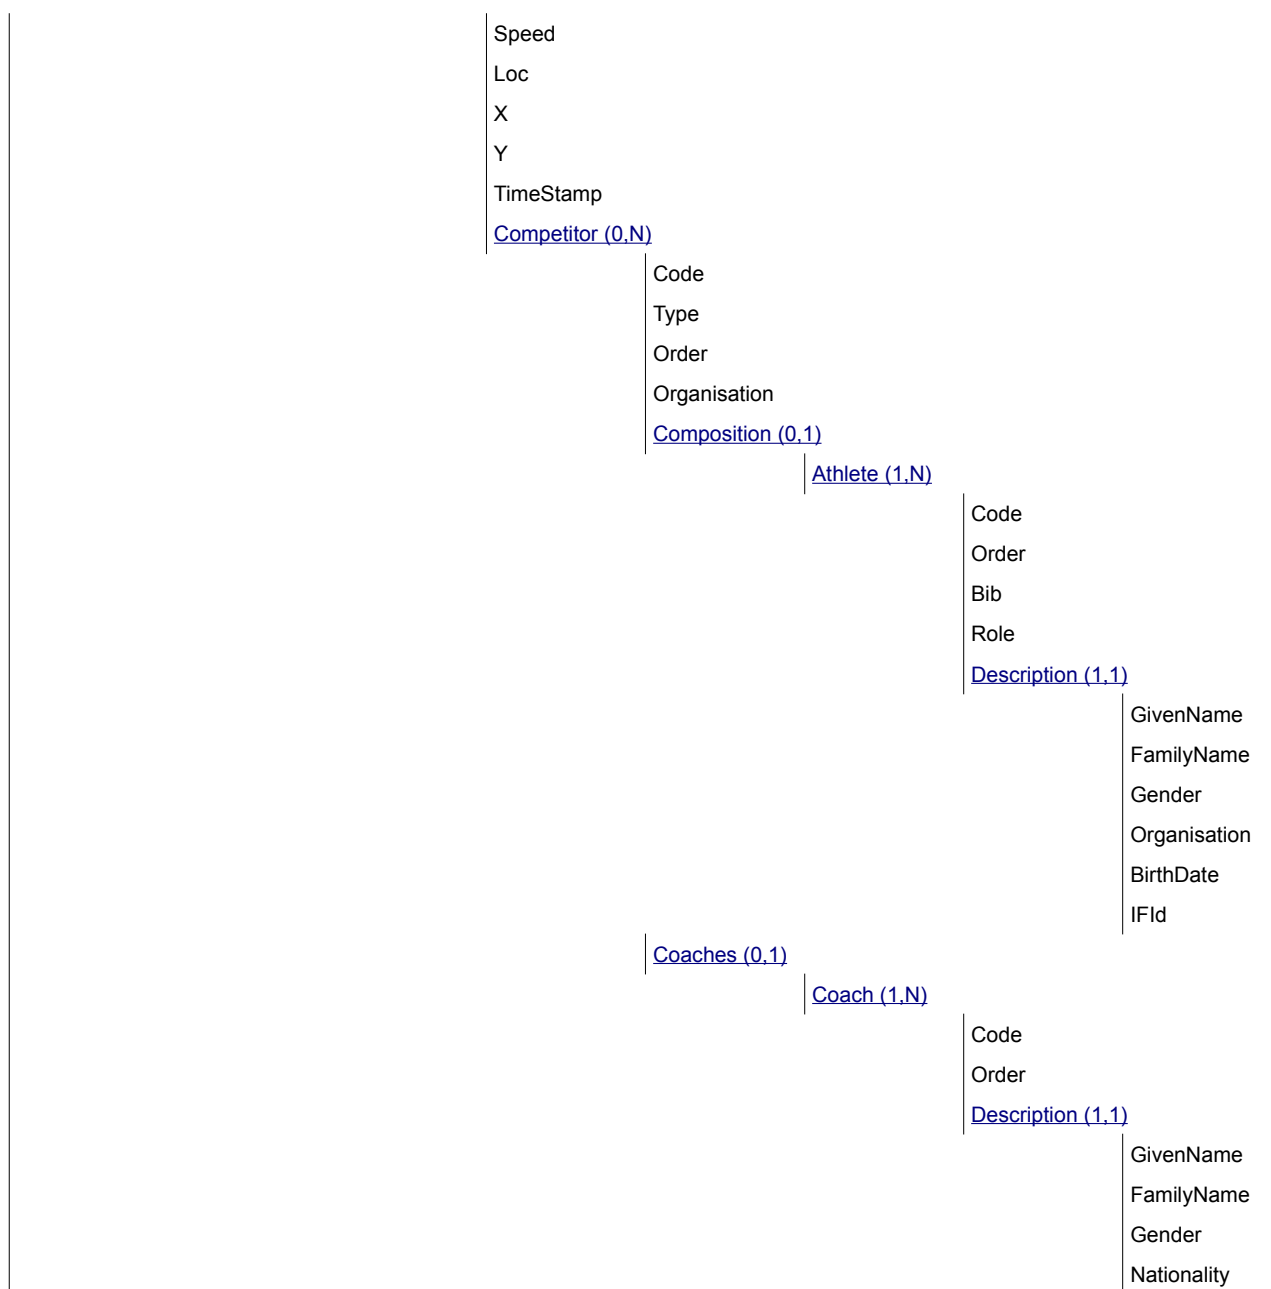 Speed
Loc
X
Y
TimeStamp
Competitor (0,N)
Code
Type
Order
Organisation
Composition (0,1)
Athlete (1,N)
Code
Order
Bib
Role
Description (1,1)
GivenName
FamilyName
Gender
Organisation
BirthDate
IFId
Coaches (0,1)
Coach (1,N)
Code
Order
Description (1,1)
GivenName
FamilyName
Gender
Nationality